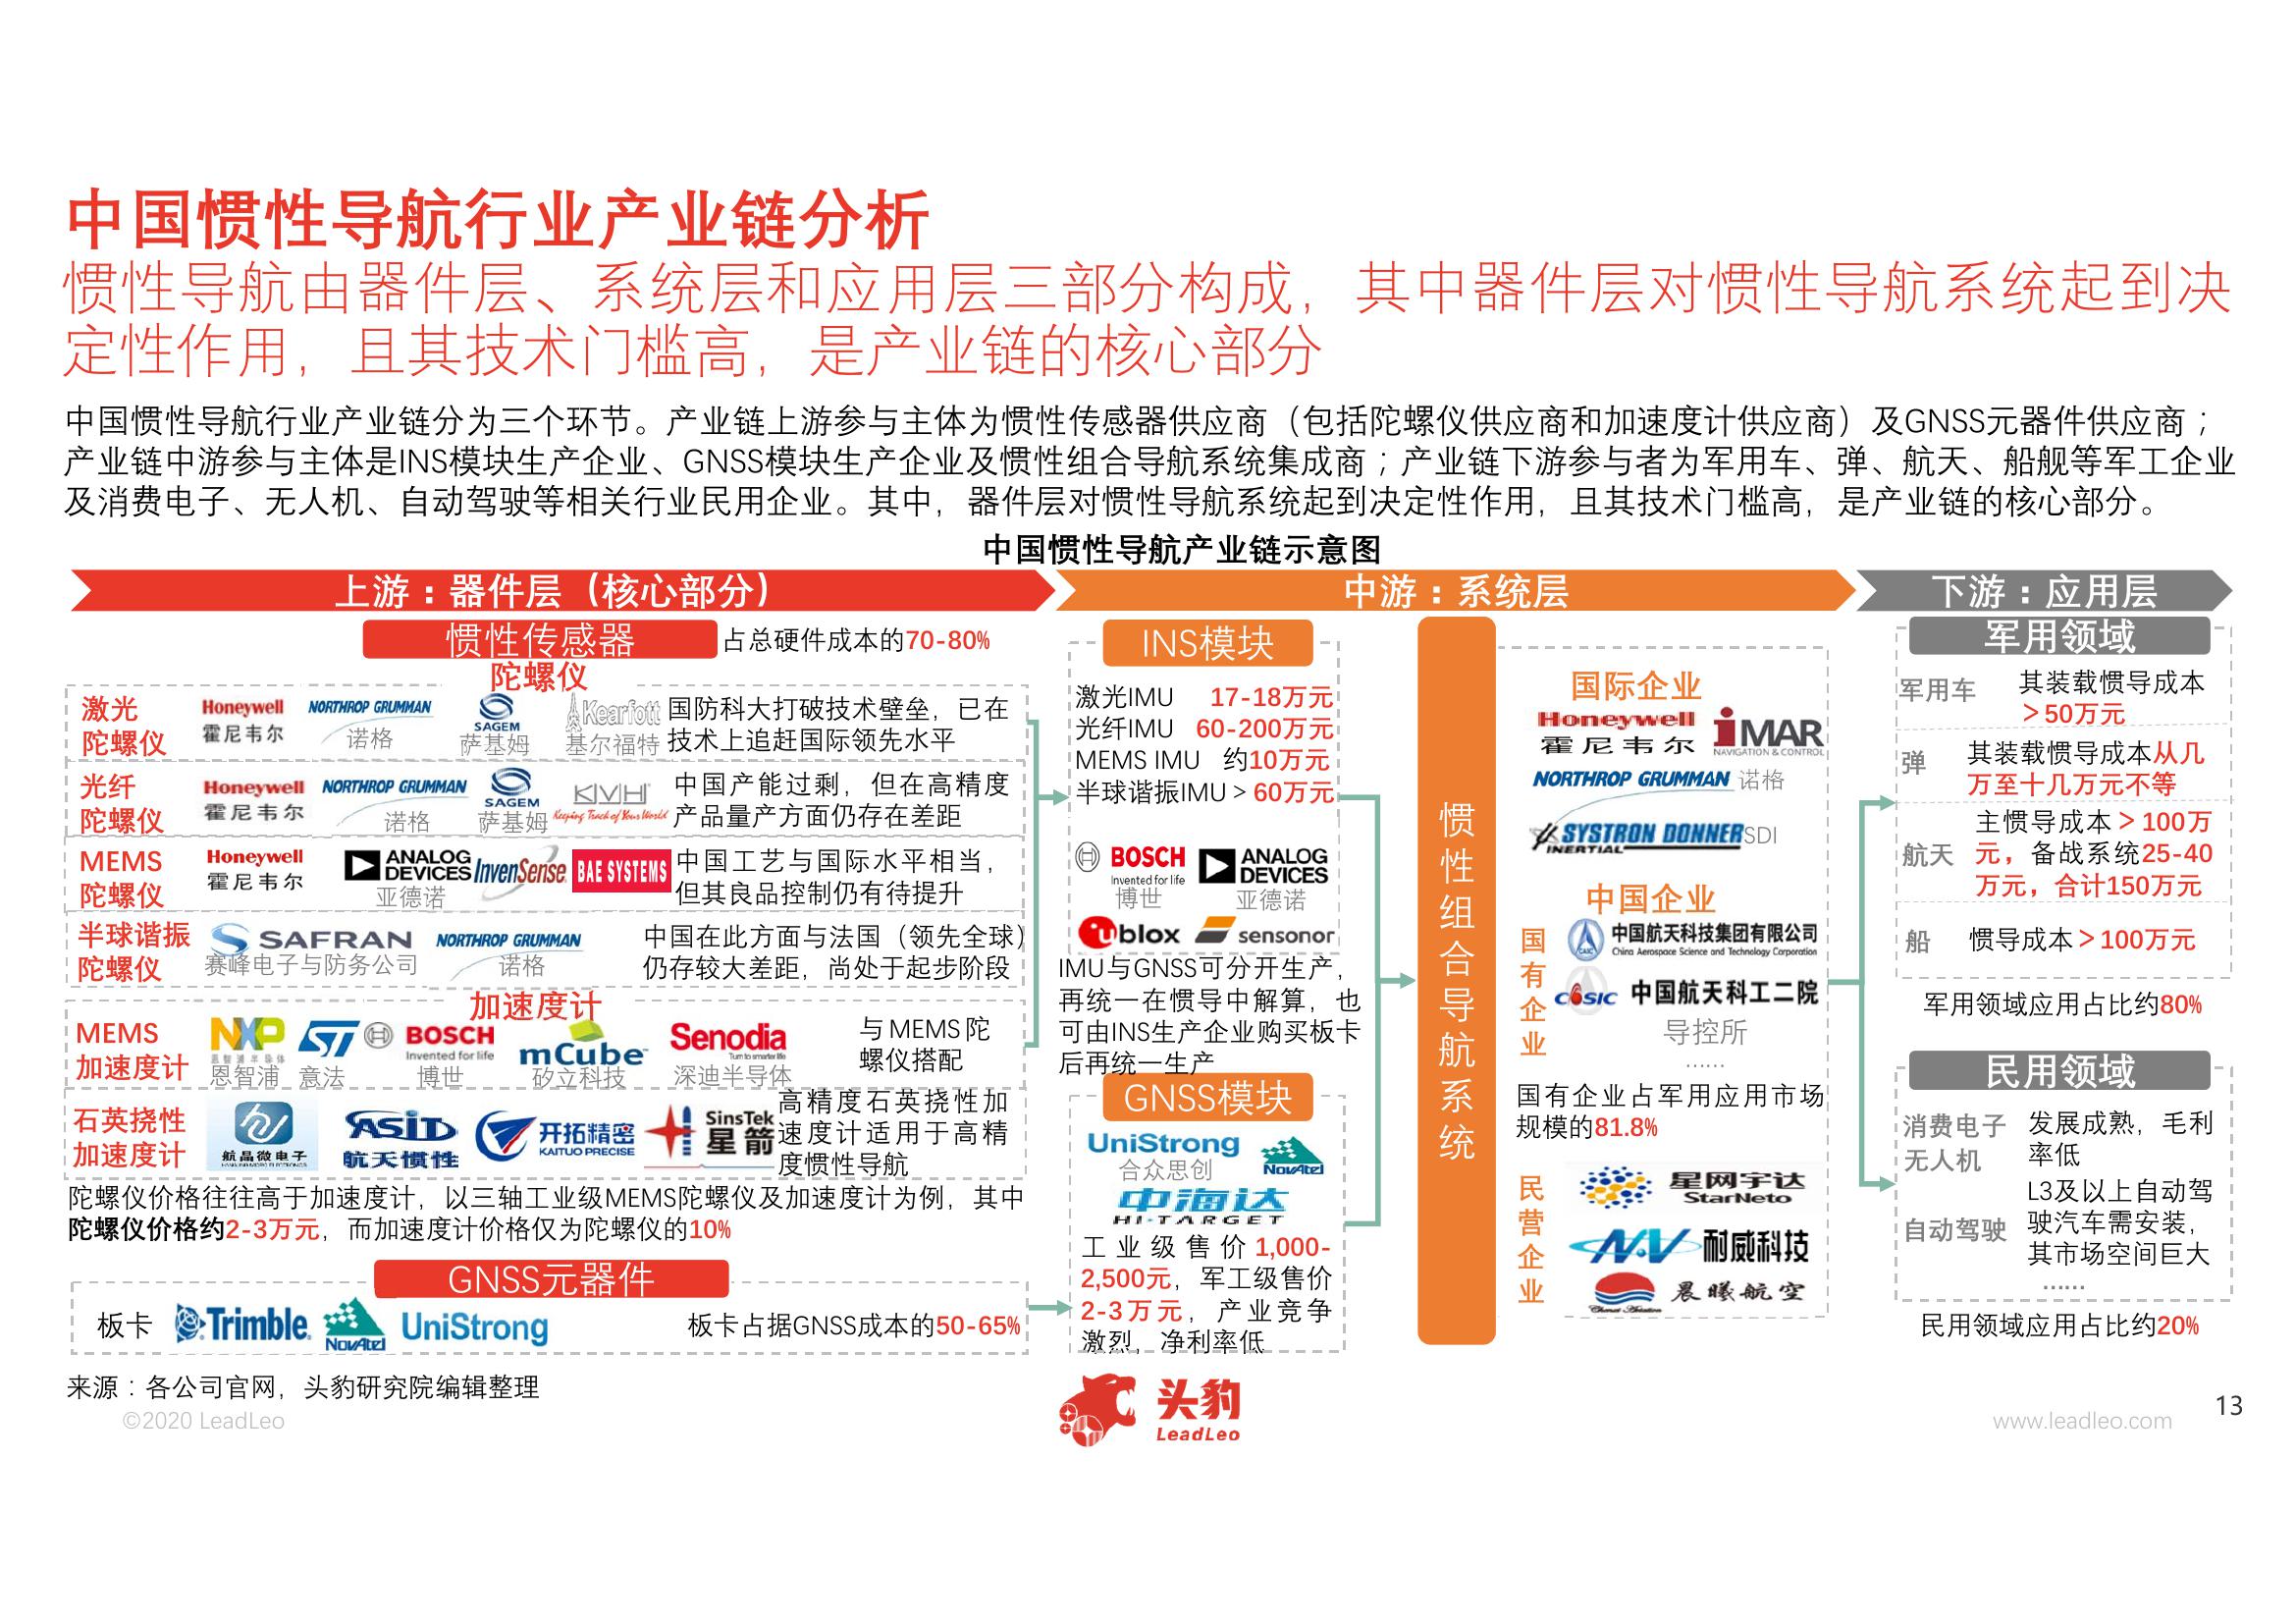 中国惯性导航行业产业链分析
惯性导航由器件层、系统层和应用层三部分构成，其中器件层对惯性导航系统起到决
定性作用，且其技术门槛高，是产业链的核心部分
中国惯性导航行业产业链分为三个环节。产业链上游参与主体为惯性传感器供应商（包括陀螺仪供应商和加速度计供应商）及GNSS元器件供应商；
产业链中游参与主体是INS模块生产企业、GNSS模块生产企业及惯性组合导航系统集成商；产业链下游参与者为军用车、弹、航天、船舰等军工企业
及消费电子、无人机、自动驾驶等相关行业民用企业。其中，器件层对惯性导航系统起到决定性作用，且其技术门槛高，是产业链的核心部分。
中国惯性导航产业链示意图
上游：器件层（核心部分）
惯性传感器
占总硬件成本的70-80%
陀螺仪
激光
陀螺仪
Honeywell
霍尼韦尔
NORTHROP GRUMMAN
诺格
SAGEM
萨基姆
Kearfott
基尔福特
国防科大打破技术壁垒，已在
技术上追赶国际领先水平
光纤
陀螺仪
Honeywell
霍尼韦尔
NORTHROP GRUMMAN
诺格
SAGEM
萨基姆
KVH
Keeping Track of Your World
中国产能过剩，但在高精度
产品量产方面仍存在差距
MEMS
陀螺仪
Honeywell
霍尼韦尔
ANALOG
DEVICES
亚德诺
InvenSense
BAE SYSTEMS
中国工艺与国际水平相当，
但其良品控制仍有待提升
半球谐振
陀螺仪
SAFRAN
赛峰电子与防务公司
NORTHROP GRUMMAN
诺格
中国在此方面与法国（领先全球）
仍存较大差距，尚处于起步阶段
加速度计
MEMS
加速度计
NXP
恩智浦半导体
恩智浦
ST
意法
BOSCH
Invented for life
博世
mCube
矽立科技
Senodia
Turn to smarter life
深迪半导体
与MEMS陀
螺仪搭配
石英挠性
加速度计
航晶微电子
ASIT
航天惯性
开拓精密
KAITUO PRECISE
SinsTek
星箭
高精度石英挠性加
速度计适用于高精
度惯性导航
陀螺仪价格往往高于加速度计，以三轴工业级MEMS陀螺仪及加速度计为例，其中
陀螺仪价格约2-3万元，而加速度计价格仅为陀螺仪的10%
GNSS元器件
板卡
Trimble.
NovAtel
UniStrong
板卡占据GNSS成本的50-65%
中游：系统层
INS模块
激光IMU 17-18万元
光纤IMU 60-200万元
MEMS IMU 约10万元
半球谐振IMU > 60万元
BOSCH
Invented for life
博世
ANALOG
DEVICES
亚德诺
ublox
sensonor
IMU与GNSS可分开生产，
再统一在惯导中解算，也
可由INS生产企业购买板卡
后再统一生产
GNSS模块
UniStrong
合众思创
NovAtel
中海达
HI-TARGET
工业级售价1,000-
2,500元，军工级售价
2-3万元，产业竞争
激烈，净利率低
惯性组合导航系统
国际企业
Honeywell
霍尼韦尔
iMAR
NAVIGATION & CONTROL
NORTHROP GRUMMAN 诺格
SYSTRON DONNER SDI
INERTIAL
中国企业
国有企业
CASC
中国航天科技集团有限公司
China Aerospace Science and Technology Corporation
CASIC 中国航天科工二院
导控所
……
国有企业占军用应用市场
规模的81.8%
民营企业
星网宇达
StarNeto
NAV 耐威科技
晨曦航空
下游：应用层
军用领域
军用车
其装载惯导成本
> 50万元
弹
其装载惯导成本从几
万至十几万元不等
航天
主惯导成本 > 100万
元，备战系统25-40
万元，合计150万元
船
惯导成本 > 100万元
军用领域应用占比约80%
民用领域
消费电子
无人机
发展成熟，毛利
率低
自动驾驶
L3及以上自动驾
驶汽车需安装，
其市场空间巨大
……
民用领域应用占比约20%
来源：各公司官网，头豹研究院编辑整理
©2020 LeadLeo
头豹
LeadLeo
www.leadleo.com
13